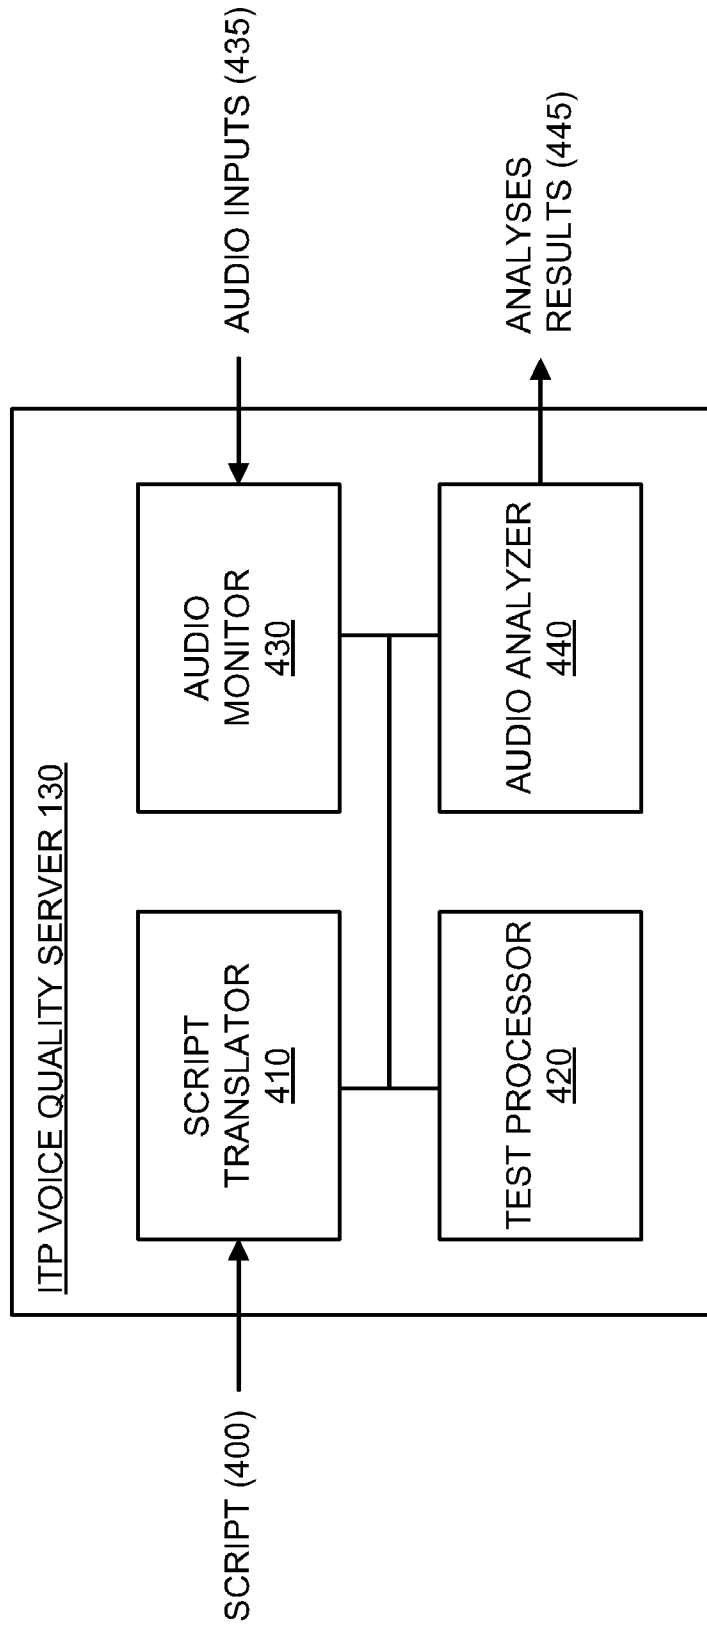 ITP VOICE QUALITY SERVER 130
SCRIPT (400)
SCRIPT
TRANSLATOR
410
AUDIO
MONITOR
430
AUDIO INPUTS (435)
TEST PROCESSOR
420
AUDIO ANALYZER
440
ANALYSES
RESULTS (445)